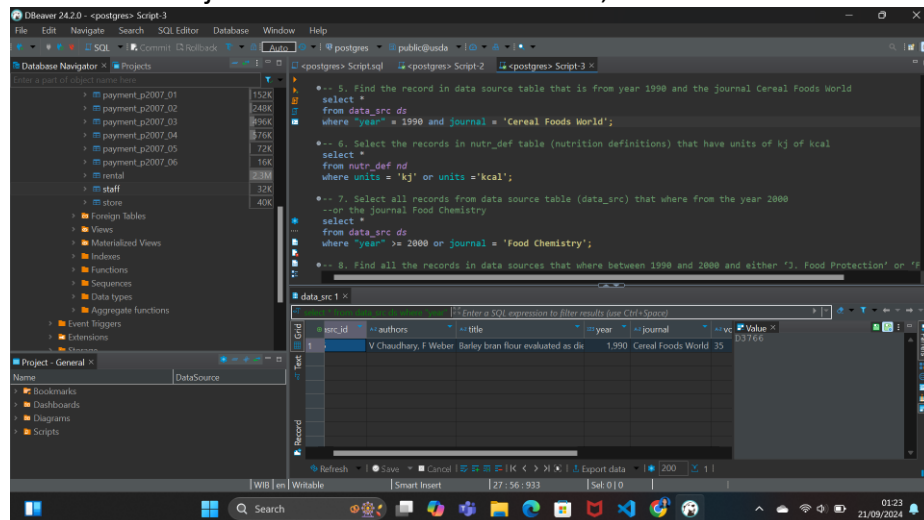 DBeaver 24.2.0 - <postgres> Script-3
File Edit Navigate Search SQL Editor Database Window Help
SQL Commit Rollback Auto postgres public@usda
Database Navigator Projects
<postgres> Script.sql <postgres> Script-2 <postgres> Script-3
Enter a part of object name here
payment_p2007_01 152K
payment_p2007_02 248K
payment_p2007_03 496K
payment_p2007_04 576K
payment_p2007_05 72K
payment_p2007_06 16K
rental 2.3M
staff 32K
store 40K
Foreign Tables
Views
Materialized Views
Indexes
Functions
Sequences
Data types
Aggregate functions
Event Triggers
Extensions
Storage
-- 5. Find the record in data source table that is from year 1990 and the journal Cereal Foods World
select *
from data_src ds
where "year" = 1990 and journal = 'Cereal Foods World';
-- 6. Select the records in nutr_def table (nutrition definitions) that have units of kj of kcal
select *
from nutr_def nd
where units = 'kj' or units ='kcal';
-- 7. Select all records from data source table (data_src) that where from the year 2000
--or the journal Food Chemistry
select *
from data_src ds
where "year" >= 2000 or journal = 'Food Chemistry';
-- 8. Find all the records in data sources that where between 1990 and 2000 and either 'J. Food Protection' or 'F
data_src 1
select * from data_src ds where "year" Enter a SQL expression to filter results (use Ctrl+Space)
Grid
Text
Record
src_id authors title year journal vc
1 V Chaudhary, F Weber Barley bran flour evaluated as die 1,990 Cereal Foods World 35
Value
D3766
Project - General
Name DataSource
Bookmarks
Dashboards
Diagrams
Scripts
Refresh Save Cancel Export data 200 1
WIB en Writable Smart Insert 27 : 56 : 933 Sel: 0 | 0
Search
01:23
21/09/2024